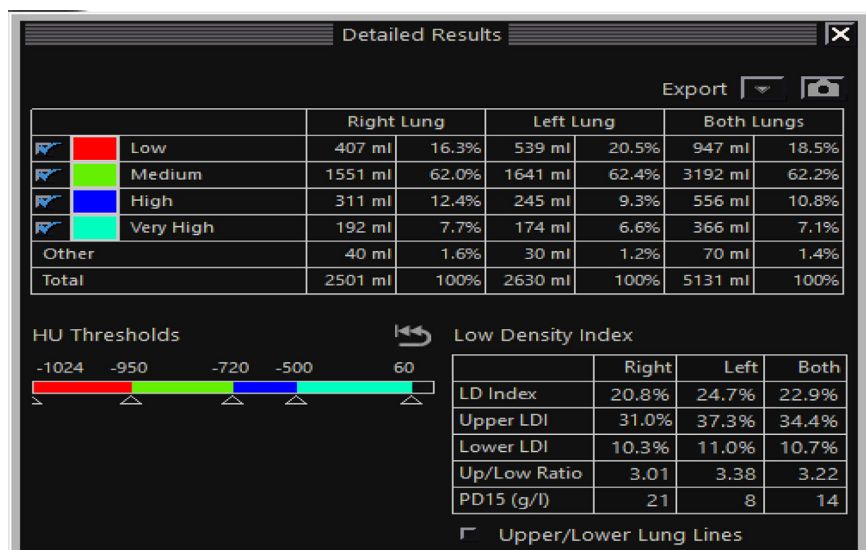 Detailed Results
Export
Right Lung Left Lung Both Lungs
Low 407 ml 16.3% 539 ml 20.5% 947 ml 18.5%
Medium 1551 ml 62.0% 1641 ml 62.4% 3192 ml 62.2%
High 311 ml 12.4% 245 ml 9.3% 556 ml 10.8%
Very High 192 ml 7.7% 174 ml 6.6% 366 ml 7.1%
Other 40 ml 1.6% 30 ml 1.2% 70 ml 1.4%
Total 2501 ml 100% 2630 ml 100% 5131 ml 100%
HU Thresholds
-1024 -950 -720 -500 60
Low Density Index
Right Left Both
LD Index 20.8% 24.7% 22.9%
Upper LDI 31.0% 37.3% 34.4%
Lower LDI 10.3% 11.0% 10.7%
Up/Low Ratio 3.01 3.38 3.22
PD15 (g/l) 21 8 14
Upper/Lower Lung Lines